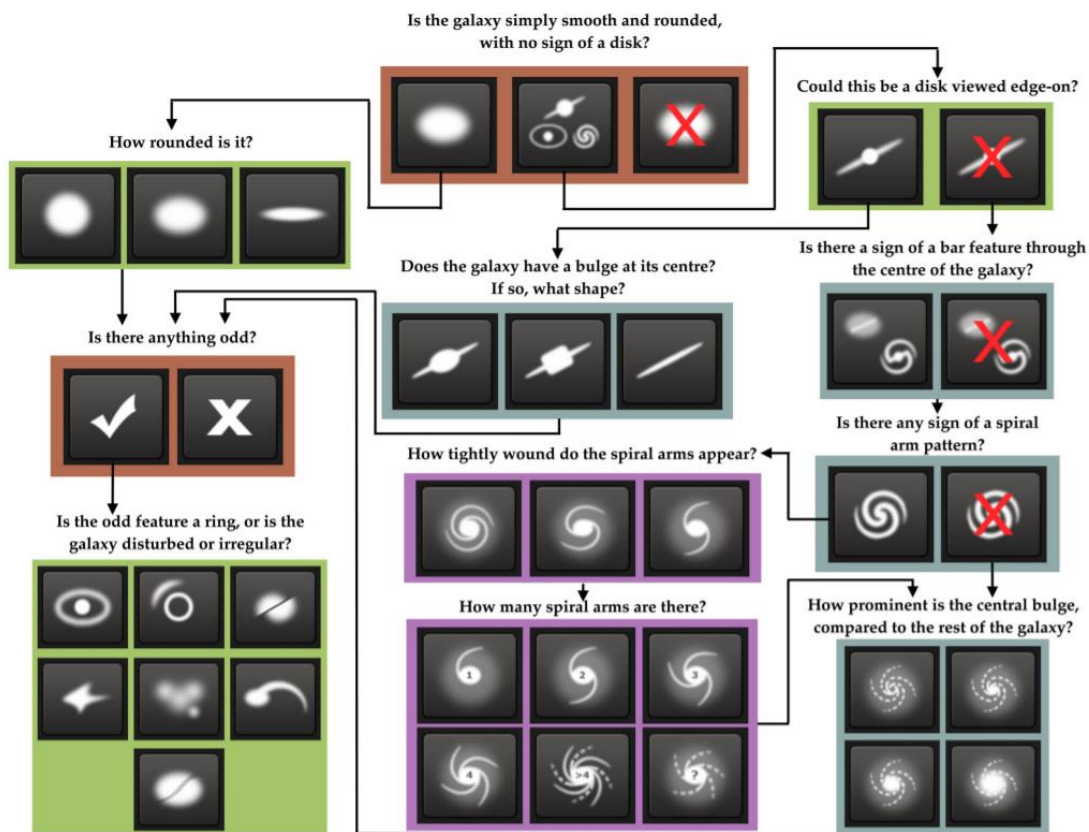 Is the galaxy simply smooth and rounded,
with no sign of a disk?
Could this be a disk viewed edge-on?
How rounded is it?
Does the galaxy have a bulge at its centre?
If so, what shape?
Is there a sign of a bar feature through
the centre of the galaxy?
Is there anything odd?
Is there any sign of a spiral
arm pattern?
How tightly wound do the spiral arms appear?
Is the odd feature a ring, or is the
galaxy disturbed or irregular?
How many spiral arms are there?
1
2
3
4
>4
?
How prominent is the central bulge,
compared to the rest of the galaxy?